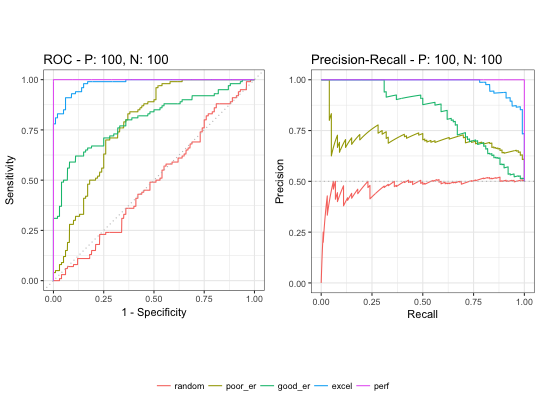 ROC - P: 100, N: 100
1.00
0.75
0.50
0.25
0.00
Sensitivity
0.00 0.25 0.50 0.75 1.00
1 - Specificity
Precision-Recall - P: 100, N: 100
1.00
0.75
0.50
0.25
0.00
Precision
0.00 0.25 0.50 0.75 1.00
Recall
random poor_er good_er excel perf